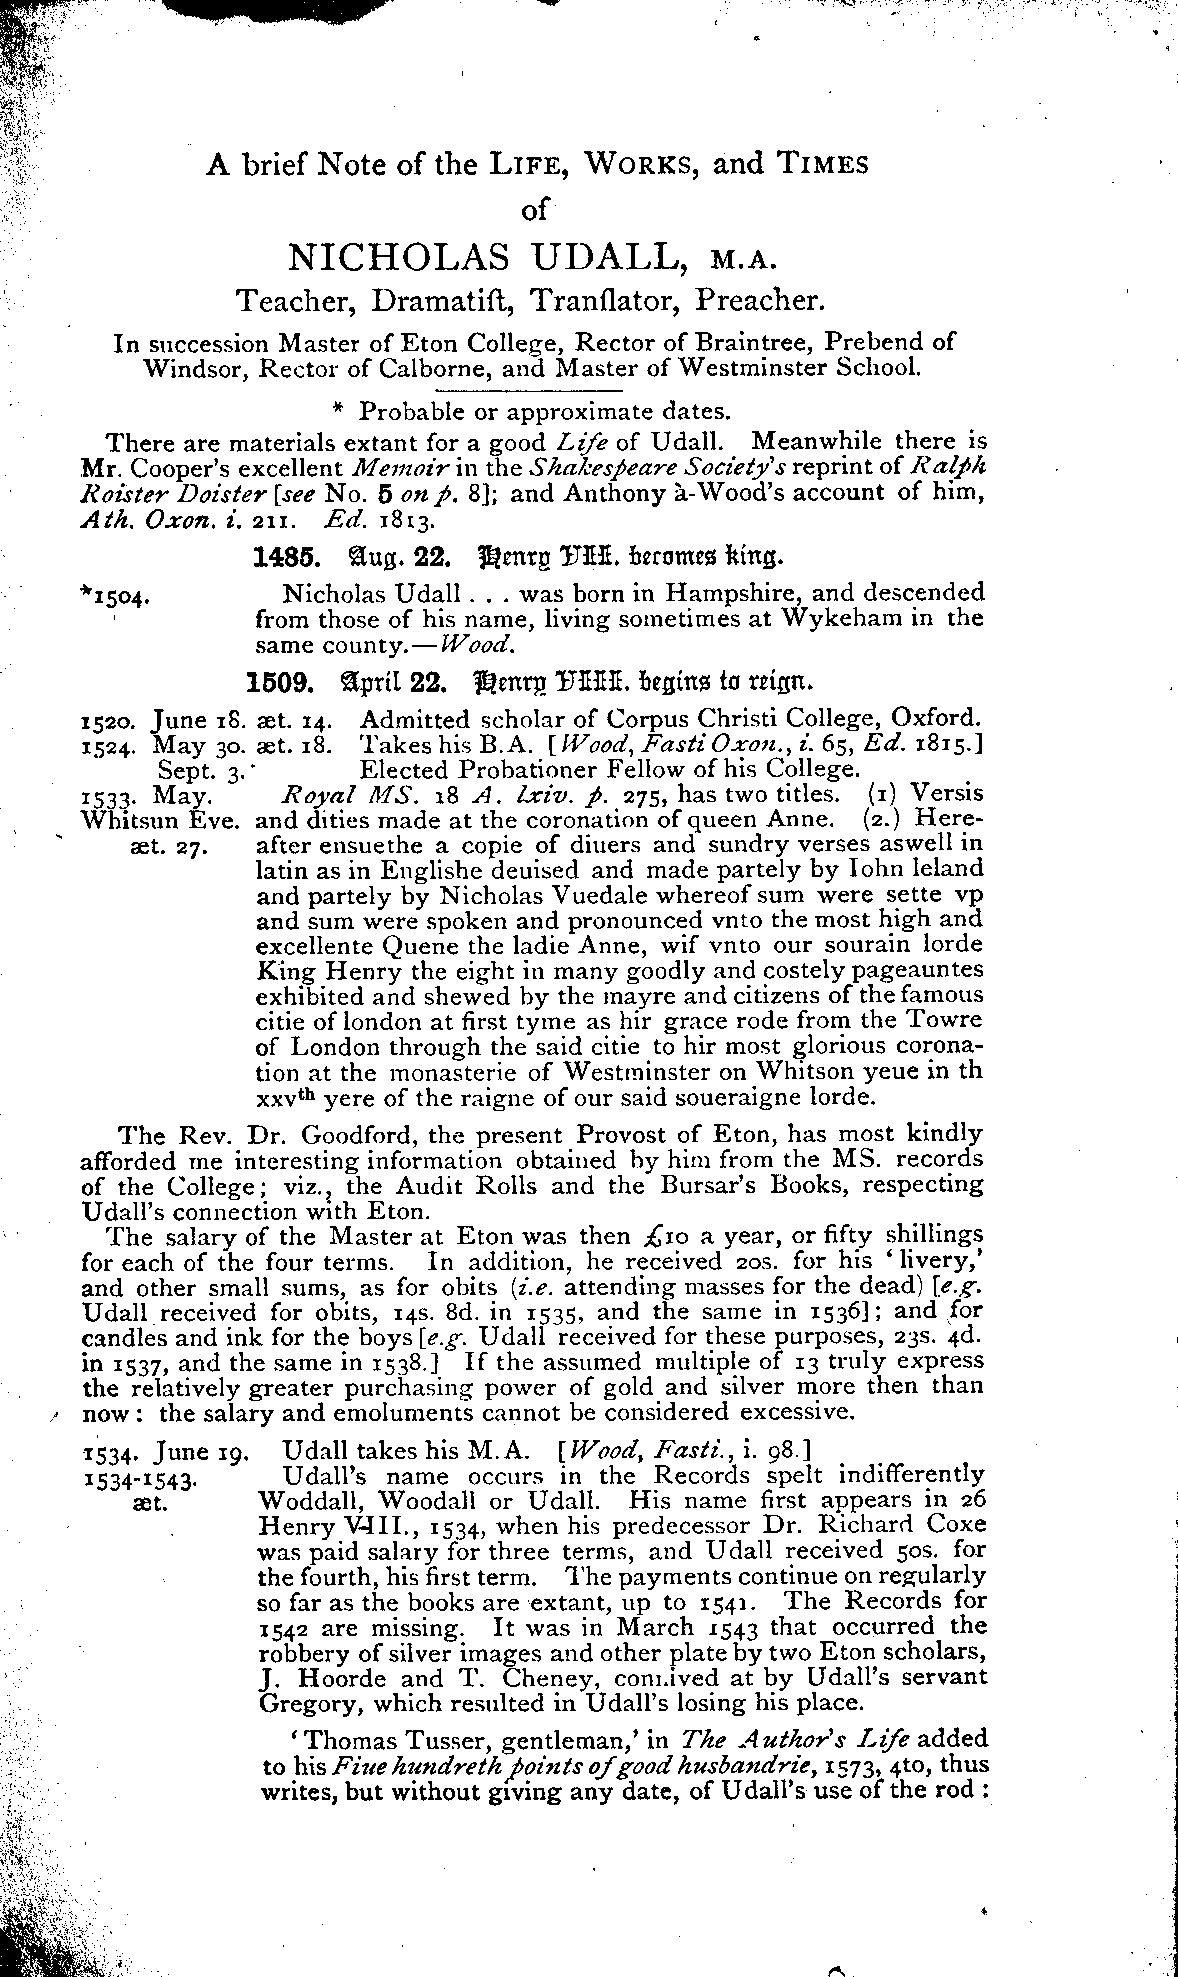 A brief Note of the LIFE, WORKS, and TIMES
of
NICHOLAS UDALL, M.A.
Teacher, Dramatiſt, Tranſlator, Preacher.
In succession Master of Eton College, Rector of Braintree, Prebend of
Windsor, Rector of Calborne, and Master of Westminster School.
* Probable or approximate dates.
There are materials extant for a good Life of Udall. Meanwhile there is
Mr. Cooper's excellent Memoir in the Shakespeare Society's reprint of Ralph
Roister Doister [see No. 5 on p. 8]; and Anthony à-Wood's account of him,
Ath. Oxon. i. 211. Ed. 1813.
1485. Aug. 22. Henry VII. becomes king.
*1504. Nicholas Udall . . . was born in Hampshire, and descended
from those of his name, living sometimes at Wykeham in the
same county.—Wood.
1509. April 22. Henry VIII. begins to reign.
1520. June 18. æt. 14. Admitted scholar of Corpus Christi College, Oxford.
1524. May 30. æt. 18. Takes his B.A. [Wood, Fasti Oxon., i. 65, Ed. 1815.]
Sept. 3. Elected Probationer Fellow of his College.
1533. May. Royal MS. 18 A. lxiv. p. 275, has two titles. (1) Versis
Whitsun Eve. and dities made at the coronation of queen Anne. (2.) Here-
æt. 27. after ensuethe a copie of diuers and sundry verses aswell in
latin as in Englishe deuised and made partely by Iohn leland
and partely by Nicholas Vuedale whereof sum were sette vp
and sum were spoken and pronounced vnto the most high and
excellente Quene the ladie Anne, wif vnto our sourain lorde
King Henry the eight in many goodly and costely pageauntes
exhibited and shewed by the mayre and citizens of the famous
citie of london at first tyme as hir grace rode from the Towre
of London through the said citie to hir most glorious corona-
tion at the monasterie of Westminster on Whitson yeue in th
xxvth yere of the raigne of our said soueraigne lorde.
The Rev. Dr. Goodford, the present Provost of Eton, has most kindly
afforded me interesting information obtained by him from the MS. records
of the College; viz., the Audit Rolls and the Bursar's Books, respecting
Udall's connection with Eton.
The salary of the Master at Eton was then £10 a year, or fifty shillings
for each of the four terms. In addition, he received 20s. for his 'livery,'
and other small sums, as for obits (i.e. attending masses for the dead) [e.g.
Udall received for obits, 14s. 8d. in 1535, and the same in 1536]; and for
candles and ink for the boys [e.g. Udall received for these purposes, 23s. 4d.
in 1537, and the same in 1538.] If the assumed multiple of 13 truly express
the relatively greater purchasing power of gold and silver more then than
now: the salary and emoluments cannot be considered excessive.
1534. June 19. Udall takes his M.A. [Wood, Fasti., i. 98.]
1534-1543. Udall's name occurs in the Records spelt indifferently
æt. Woddall, Woodall or Udall. His name first appears in 26
Henry VIII., 1534, when his predecessor Dr. Richard Coxe
was paid salary for three terms, and Udall received 50s. for
the fourth, his first term. The payments continue on regularly
so far as the books are extant, up to 1541. The Records for
1542 are missing. It was in March 1543 that occurred the
robbery of silver images and other plate by two Eton scholars,
J. Hoorde and T. Cheney, connived at by Udall's servant
Gregory, which resulted in Udall's losing his place.
'Thomas Tusser, gentleman,' in The Author's Life added
to his Fiue hundreth points of good husbandrie, 1573, 4to, thus
writes, but without giving any date, of Udall's use of the rod: